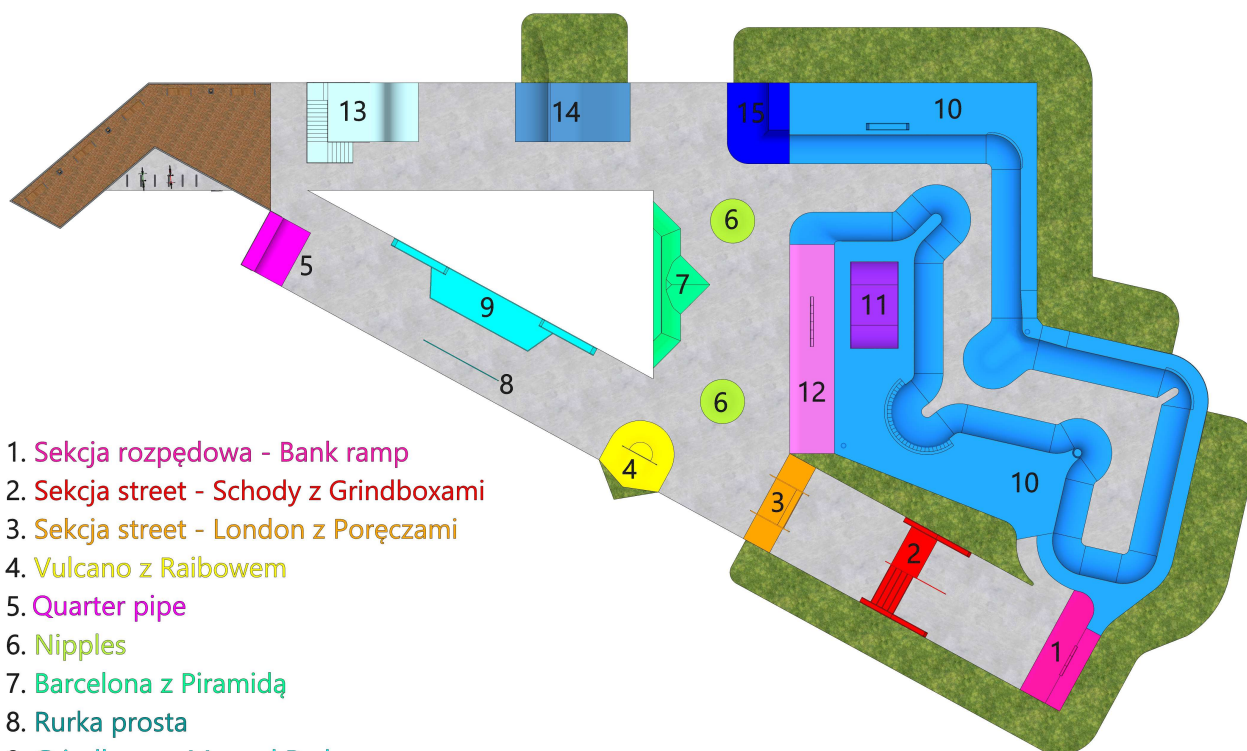 13
14
15
10
6
5
7
9
11
8
12
6
4
10
3
2
1
1. Sekcja rozpędowa - Bank ramp
2. Sekcja street - Schody z Grindboxami
3. Sekcja street - London z Poręczami
4. Vulcano z Raibowem
5. Quarter pipe
6. Nipples
7. Barcelona z Piramidą
8. Rurka prosta